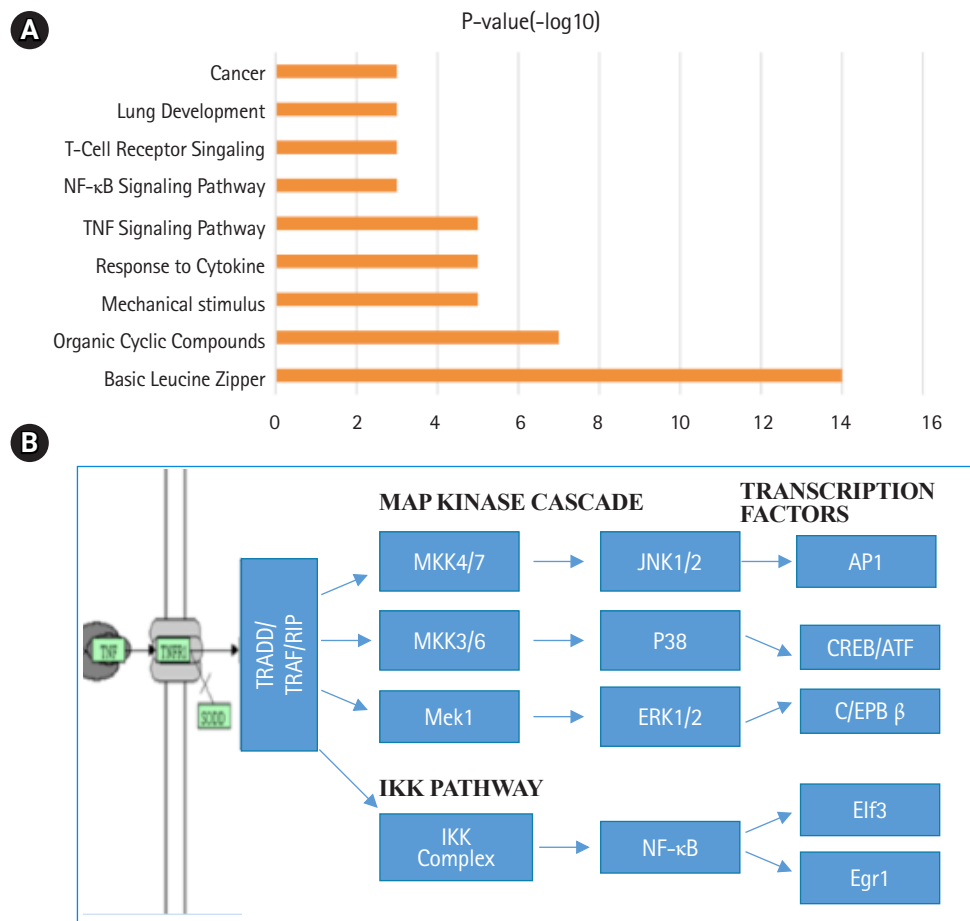 A
P-value(-log10)
Cancer
Lung Development
T-Cell Receptor Singaling
NF-κB Signaling Pathway
TNF Signaling Pathway
Response to Cytokine
Mechanical stimulus
Organic Cyclic Compounds
Basic Leucine Zipper
0 2 4 6 8 10 12 14 16
B
MAP KINASE CASCADE
TRANSCRIPTION
FACTORS
MKK4/7 JNK1/2 AP1
TNF TNFR1 TRADD/
TRAF/RIP
MKK3/6 P38 CREB/ATF
SODD
Mek1 ERK1/2 C/EPB β
IKK PATHWAY
IKK
Complex
NF-κB
Elf3
Egr1